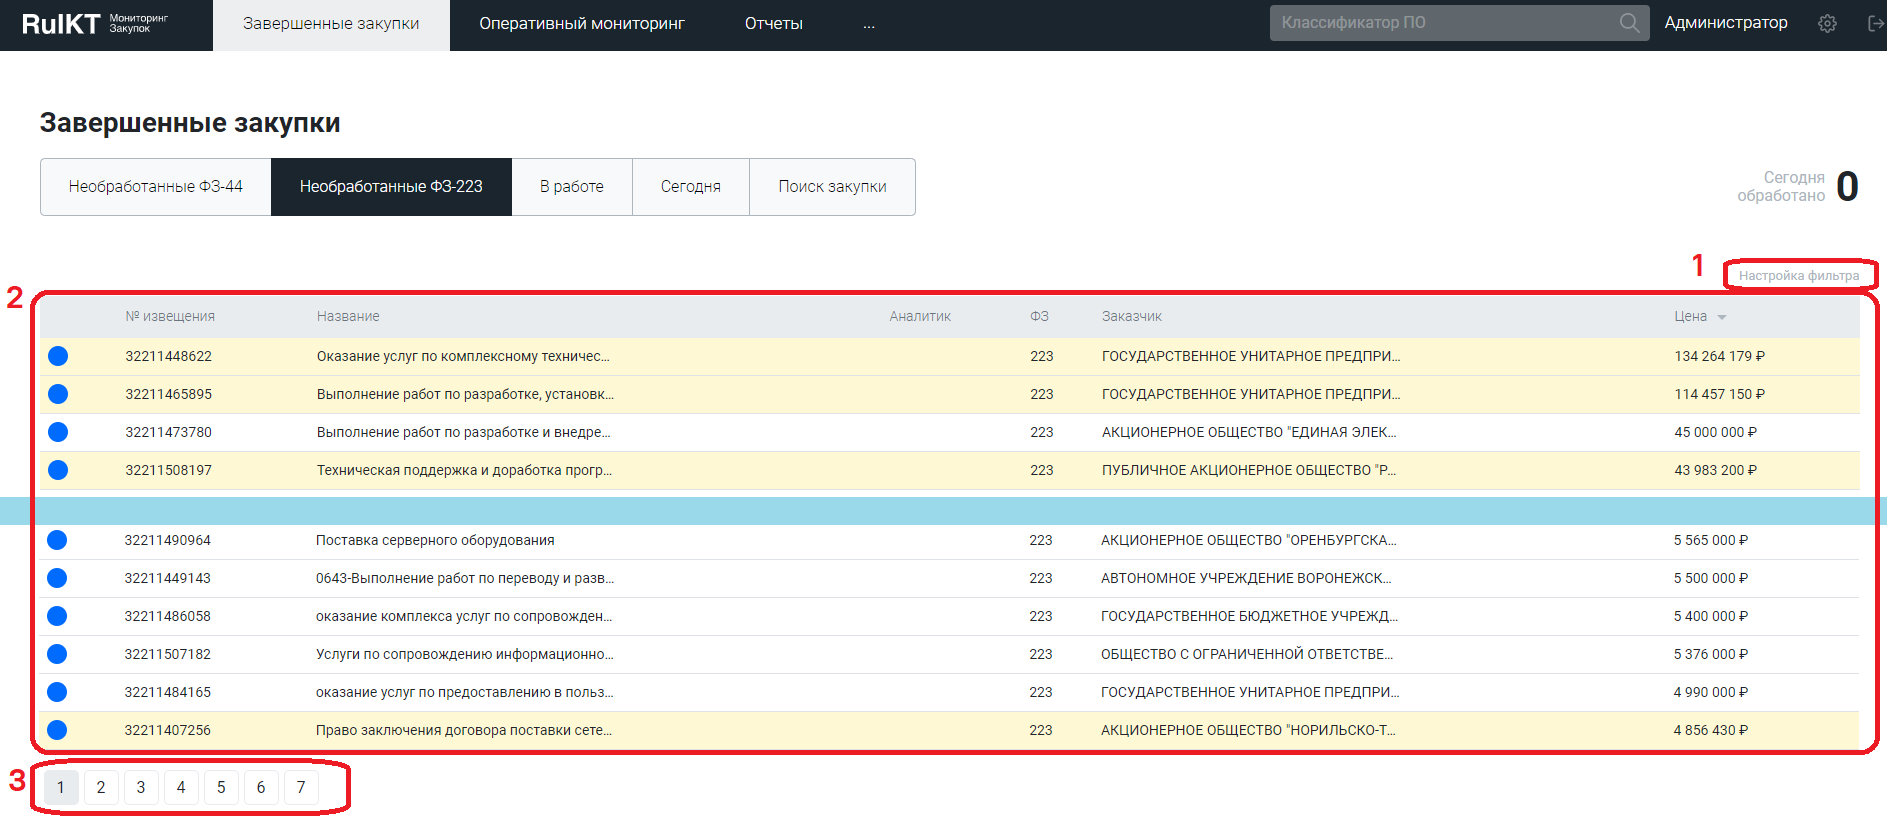 RuIKT Мониторинг Закупок Завершенные закупки Оперативный мониторинг Отчеты ... Классификатор ПО Администратор
Завершенные закупки
Необработанные ФЗ-44 Необработанные ФЗ-223 В работе Сегодня Поиск закупки Сегодня обработано 0
1 Настройка фильтра
2
№ извещения Название Аналитик ФЗ Заказчик Цена
32211448622 Оказание услуг по комплексному техничес... 223 ГОСУДАРСТВЕННОЕ УНИТАРНОЕ ПРЕДПРИ... 134 264 179 ₽
32211465895 Выполнение работ по разработке, установк... 223 ГОСУДАРСТВЕННОЕ УНИТАРНОЕ ПРЕДПРИ... 114 457 150 ₽
32211473780 Выполнение работ по разработке и внедре... 223 АКЦИОНЕРНОЕ ОБЩЕСТВО "ЕДИНАЯ ЭЛЕК... 45 000 000 ₽
32211508197 Техническая поддержка и доработка прогр... 223 ПУБЛИЧНОЕ АКЦИОНЕРНОЕ ОБЩЕСТВО "Р... 43 983 200 ₽
32211490964 Поставка серверного оборудования 223 АКЦИОНЕРНОЕ ОБЩЕСТВО "ОРЕНБУРГСКА... 5 565 000 ₽
32211449143 0643-Выполнение работ по переводу и разв... 223 АВТОНОМНОЕ УЧРЕЖДЕНИЕ ВОРОНЕЖСК... 5 500 000 ₽
32211486058 оказание комплекса услуг по сопровожден... 223 ГОСУДАРСТВЕННОЕ БЮДЖЕТНОЕ УЧРЕЖД... 5 400 000 ₽
32211507182 Услуги по сопровождению информационно... 223 ОБЩЕСТВО С ОГРАНИЧЕННОЙ ОТВЕТСТВЕ... 5 376 000 ₽
32211484165 оказание услуг по предоставлению в польз... 223 ГОСУДАРСТВЕННОЕ УНИТАРНОЕ ПРЕДПРИ... 4 990 000 ₽
32211407256 Право заключения договора поставки сете... 223 АКЦИОНЕРНОЕ ОБЩЕСТВО "НОРИЛЬСКО-Т... 4 856 430 ₽
3 1 2 3 4 5 6 7